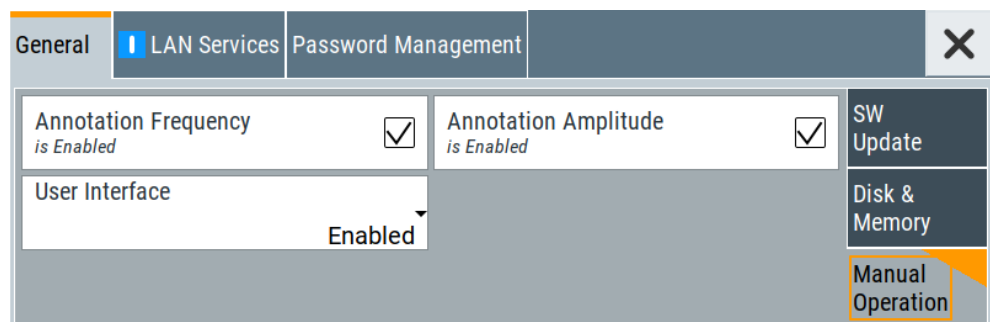 General
LAN Services
Password Management
Annotation Frequency
is Enabled
Annotation Amplitude
is Enabled
User Interface
Enabled
SW
Update
Disk &
Memory
Manual
Operation